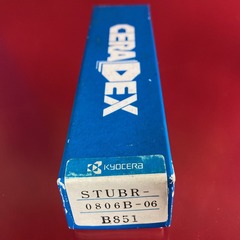 CERADEX
KYOCERA
STUBR-
0806B-06
B851